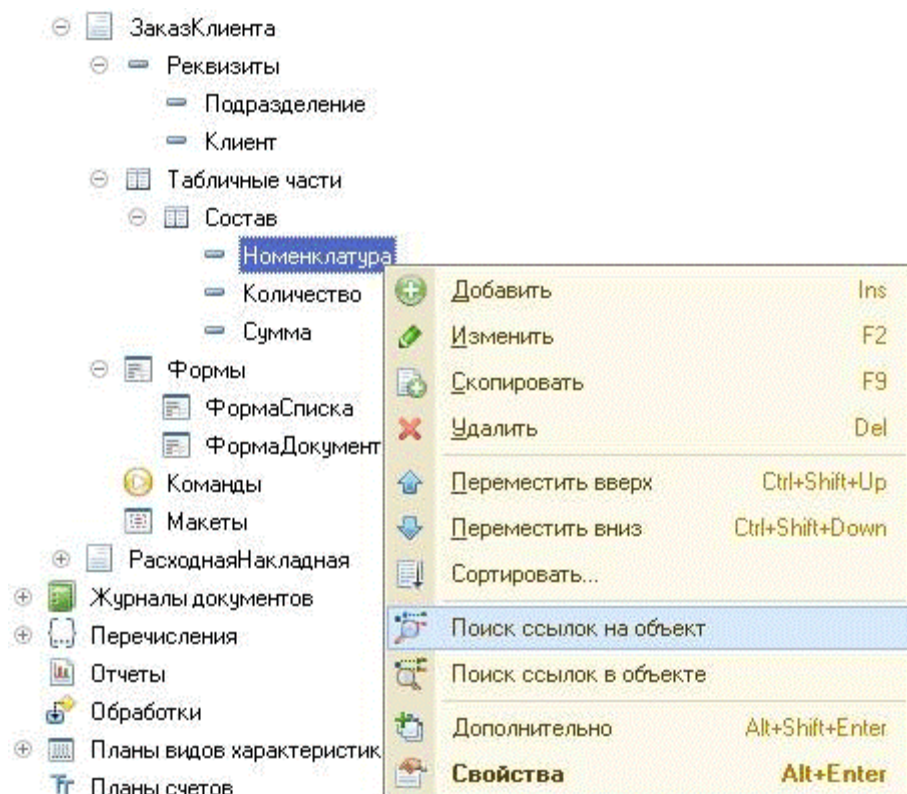 ЗаказКлиента
Реквизиты
Подразделение
Клиент
Табличные части
Состав
Номенклатура
Количество
Сумма
Формы
ФормаСписка
ФормаДокумент
Команды
Макеты
РасходнаяНакладная
Журналы документов
Перечисления
Отчеты
Обработки
Планы видов характеристик
Планы счетов
Добавить Ins
Изменить F2
Скопировать F9
Удалить Del
Переместить вверх Ctrl+Shift+Up
Переместить вниз Ctrl+Shift+Down
Сортировать...
Поиск ссылок на объект
Поиск ссылок в объекте
Дополнительно Alt+Shift+Enter
Свойства Alt+Enter